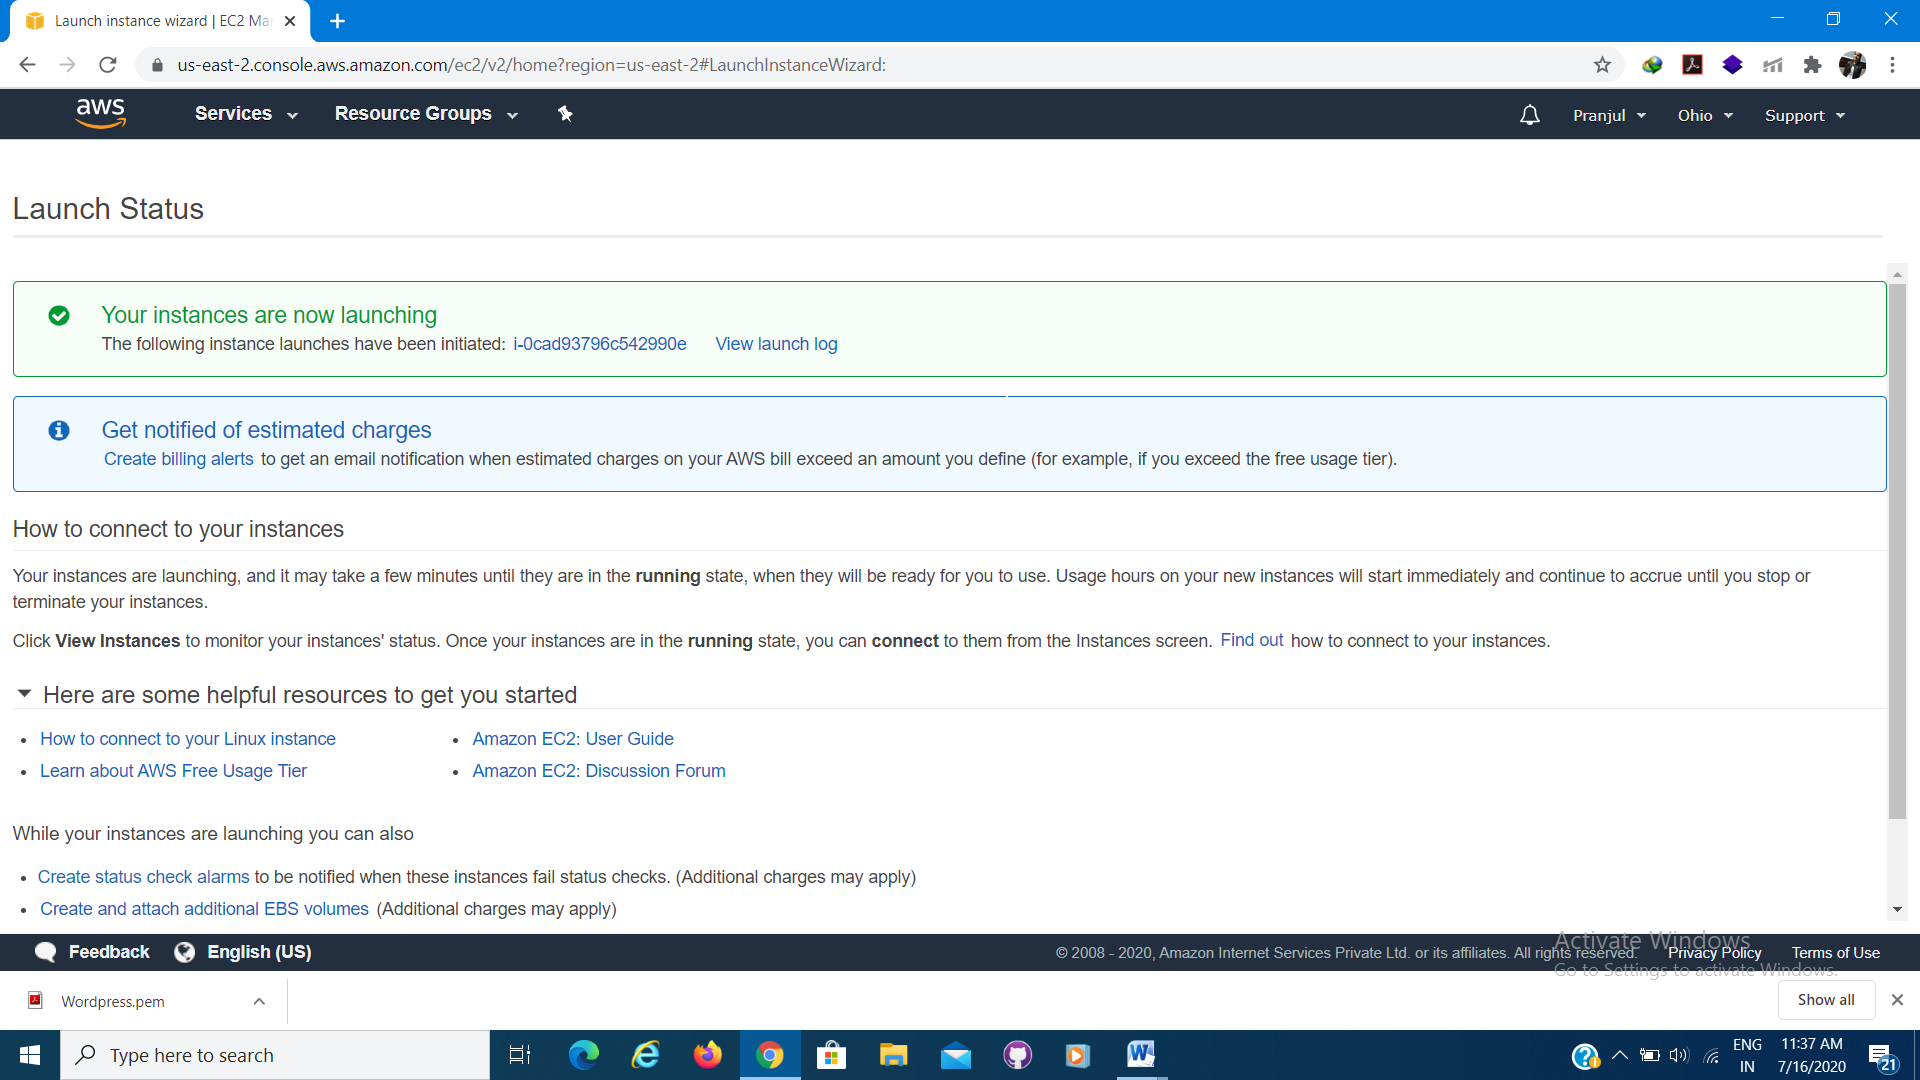 Launch instance wizard | EC2 Mar
us-east-2.console.aws.amazon.com/ec2/v2/home?region=us-east-2#LaunchInstanceWizard:
aws
Services
Resource Groups
Pranjul
Ohio
Support
Launch Status
Your instances are now launching
The following instance launches have been initiated: i-0cad93796c542990e View launch log
Get notified of estimated charges
Create billing alerts to get an email notification when estimated charges on your AWS bill exceed an amount you define (for example, if you exceed the free usage tier).
How to connect to your instances
Your instances are launching, and it may take a few minutes until they are in the running state, when they will be ready for you to use. Usage hours on your new instances will start immediately and continue to accrue until you stop or
terminate your instances.
Click View Instances to monitor your instances' status. Once your instances are in the running state, you can connect to them from the Instances screen. Find out how to connect to your instances.
Here are some helpful resources to get you started
• How to connect to your Linux instance
• Amazon EC2: User Guide
• Learn about AWS Free Usage Tier
• Amazon EC2: Discussion Forum
While your instances are launching you can also
• Create status check alarms to be notified when these instances fail status checks. (Additional charges may apply)
• Create and attach additional EBS volumes (Additional charges may apply)
Feedback
English (US)
© 2008 - 2020, Amazon Internet Services Private Ltd. or its affiliates. All rights reserved.
Privacy Policy
Terms of Use
Activate Windows
Go to Settings to activate Windows.
Wordpress.pem
Show all
Type here to search
ENG
IN
11:37 AM
7/16/2020
21